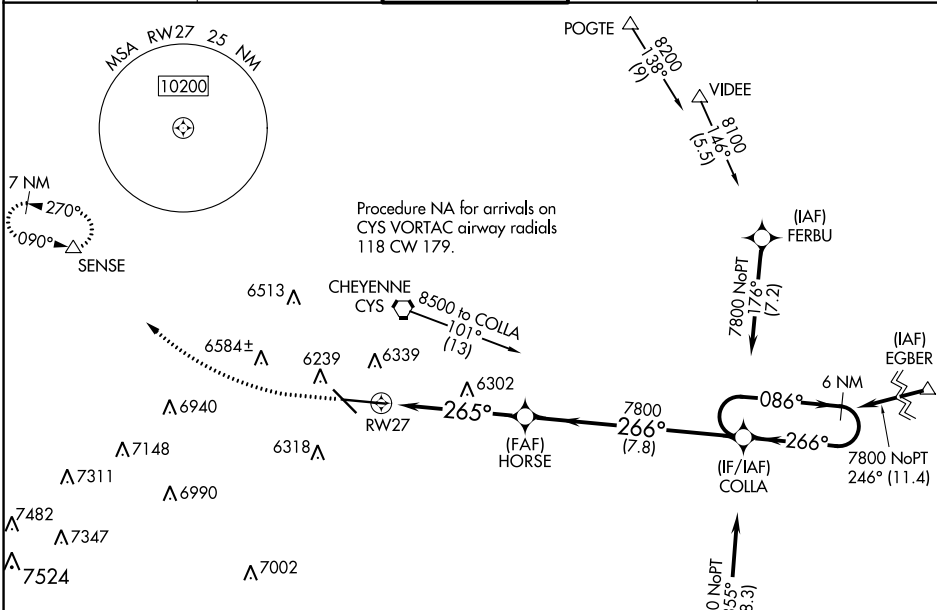 MSA RW27 25 NM
10200
POGTE
8200
138°
(9)
VIDEE
8100
146°
(5.5)
7 NM
270°
090°
SENSE
Procedure NA for arrivals on
CYS VORTAC airway radials
118 CW 179.
(IAF)
FERBU
7800 NoPT
176°
(7.2)
6513
CHEYENNE
CYS
8500 to COLLA
101°
(13)
6584±
6239
6339
6302
(IAF)
EGBER
6 NM
086°
266°
7800 NoPT
246° (11.4)
6940
RW27
265°
(FAF)
HORSE
7800
266°
(7.8)
(IF/IAF)
COLLA
7148
6318
7311
6990
7482
7347
7524
7002
NoPT